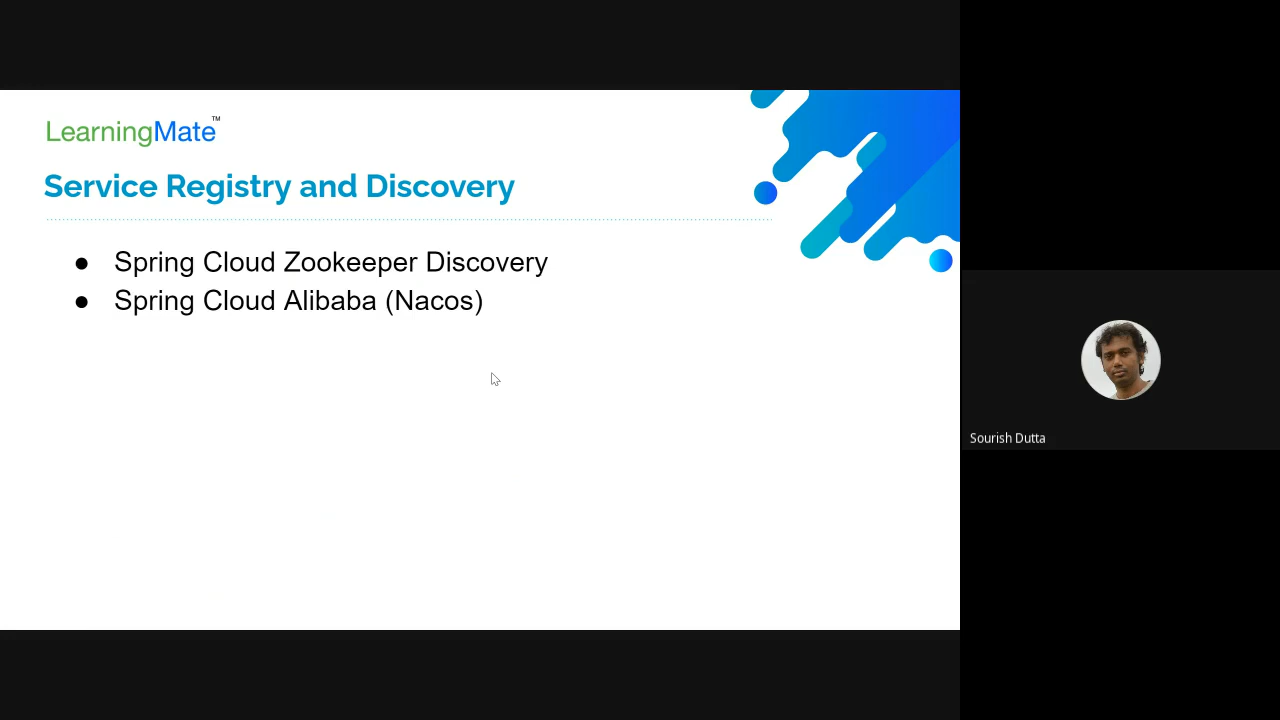 LearningMate™
Service Registry and Discovery
● Spring Cloud Zookeeper Discovery
● Spring Cloud Alibaba (Nacos)
Sourish Dutta